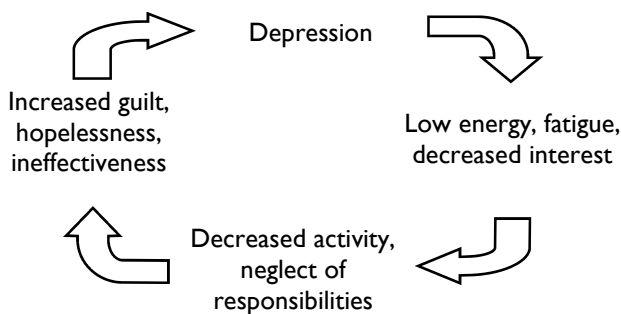 Depression
Low energy, fatigue,
decreased interest
Decreased activity,
neglect of
responsibilities
Increased guilt,
hopelessness,
ineffectiveness